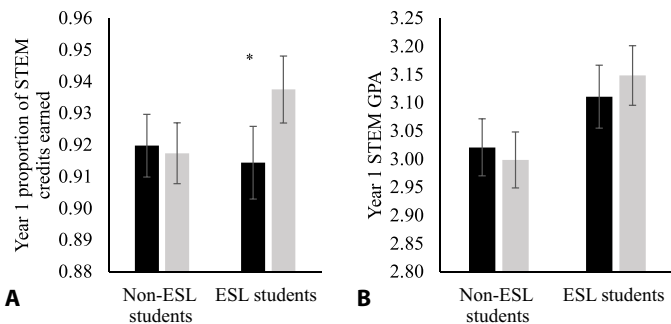 Year 1 proportion of STEM
credits earned
0.96
0.95
0.94
0.93
0.92
0.91
0.90
0.89
0.88
*
Non-ESL
students
ESL students
A
Year 1 STEM GPA
3.25
3.20
3.15
3.10
3.05
3.00
2.95
2.90
2.85
2.80
Non-ESL
students
ESL students
B